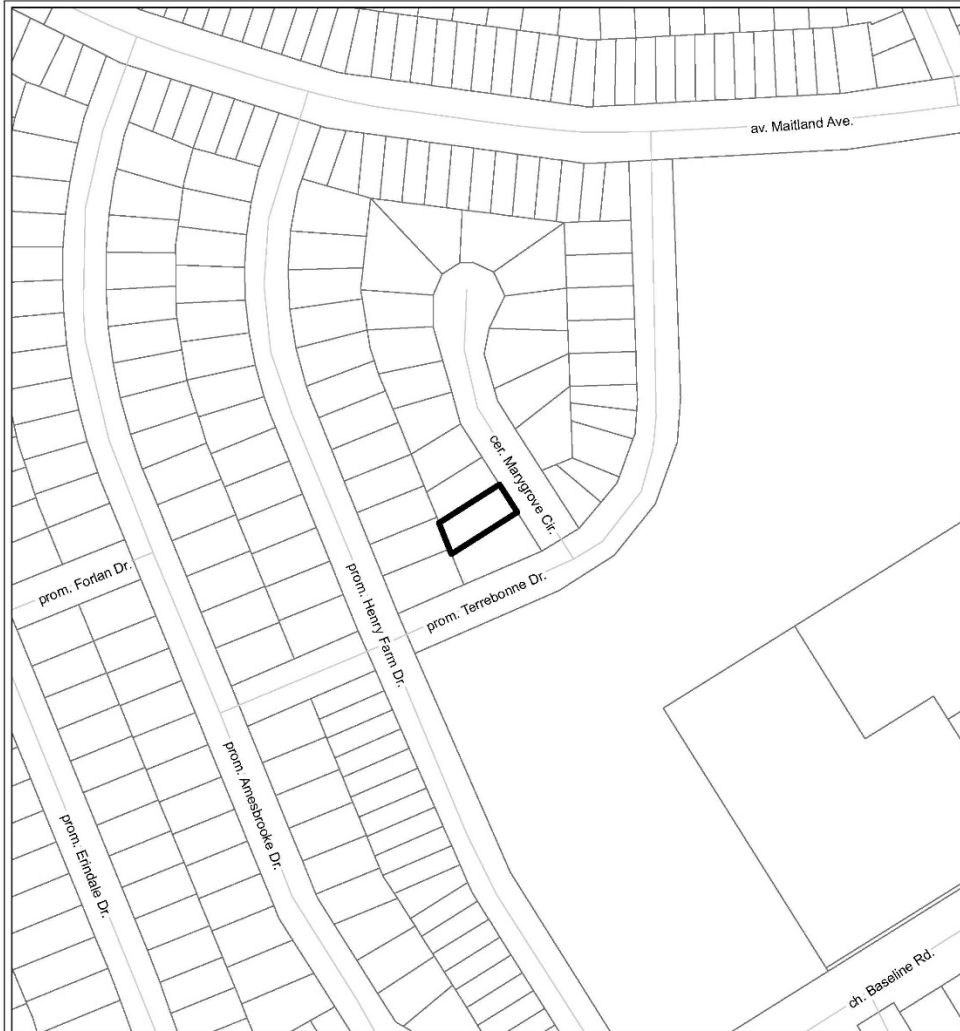 av. Maitland Ave.
cer. Marygrove Cir.
prom. Forlan Dr.
prom. Henry Farm Dr.
prom. Terrebonne Dr.
prom. Amesbrooke Dr.
prom. Erindale Dr.
ch. Baseline Rd.